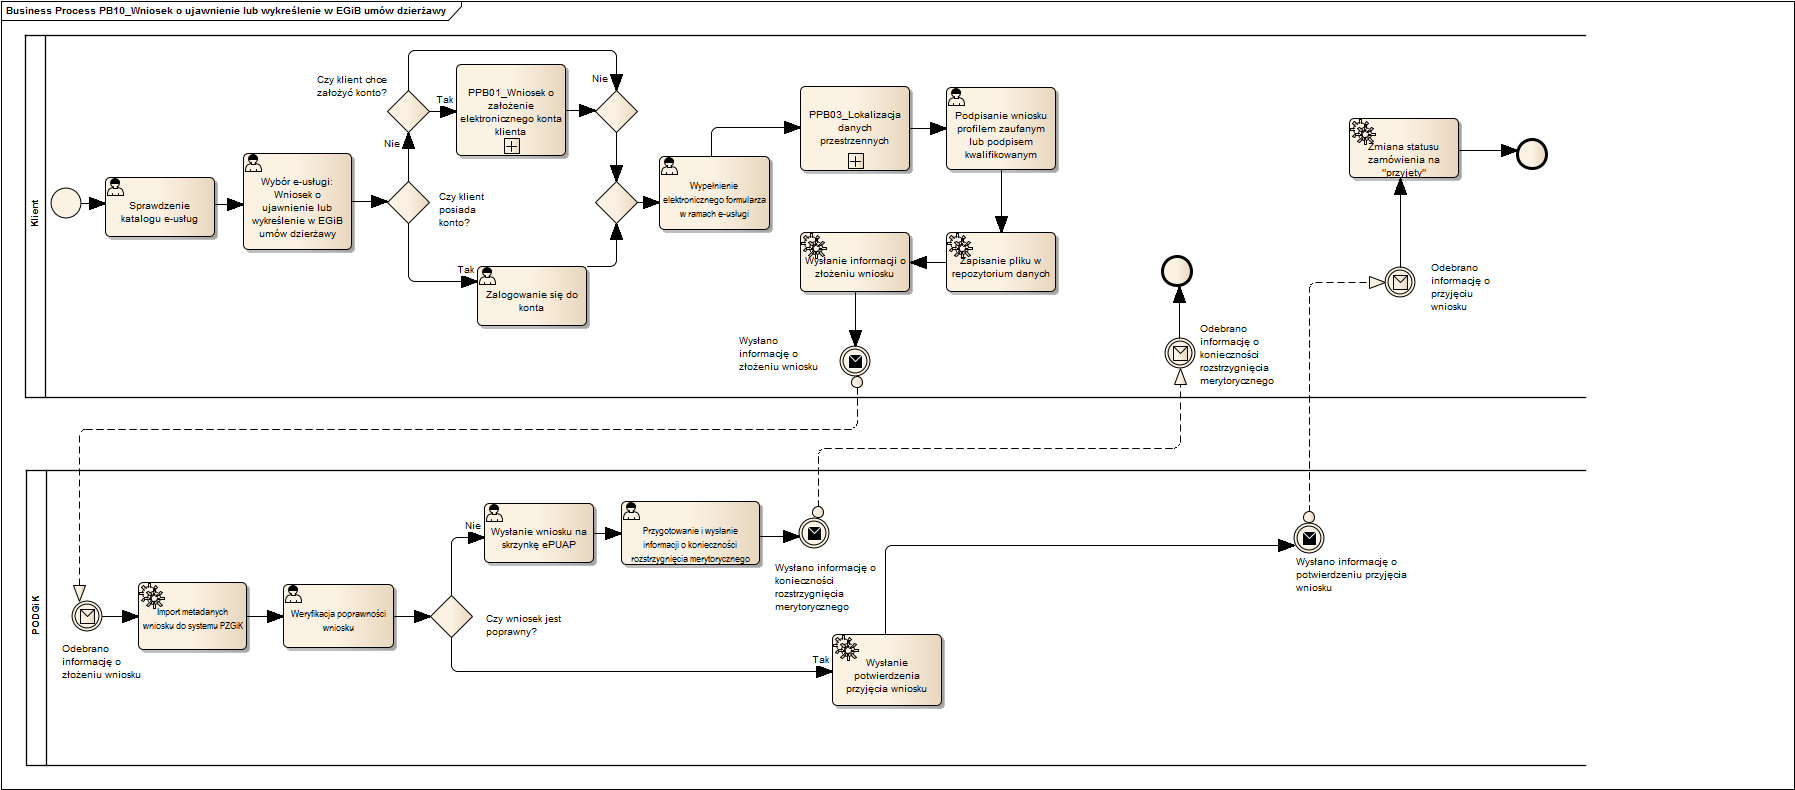 Business Process PB10_Wniosek o ujawnienie lub wykreślenie w EGiB umów dzierżawy
Klient
Sprawdzenie
katalogu e-usług
Wybór e-usługi:
Wniosek o
ujawnienie lub
wykreślenie w EGiB
umów dzierżawy
Czy klient
posiada
konto?
Nie
Tak
Czy klient chce
założyć konto?
Tak
Nie
PPB01_Wniosek o
założenie
elektronicznego konta
klienta
Zalogowanie się do
konta
Wypełnienie
elektronicznego formularza
w ramach e-usługi
PPB03_Lokalizacja
danych
przestrzennych
Podpisanie wniosku
profilem zaufanym
lub podpisem
kwalifikowanym
Zapisanie pliku w
repozytorium danych
Wysłanie informacji o
złożeniu wniosku
Wysłano
informację o
złożeniu wniosku
Odebrano
informację o
konieczności
rozstrzygnięcia
merytorycznego
Zmiana statusu
zamówienia na
"przyjęty"
Odebrano
informację o
przyjęciu
wniosku
PODGiK
Odebrano
informację o
złożeniu wniosku
Import metadanych
wniosku do systemu PZGiK
Weryfikacja poprawności
wniosku
Czy wniosek jest
poprawny?
Nie
Tak
Wysłanie wniosku na
skrzynkę ePUAP
Przygotowanie i wysłanie
informacji o konieczności
rozstrzygnięcia merytorycznego
Wysłano informację o
konieczności
rozstrzygnięcia
merytorycznego
Wysłanie
potwierdzenia
przyjęcia wniosku
Wysłano informację o
potwierdzeniu przyjęcia
wniosku